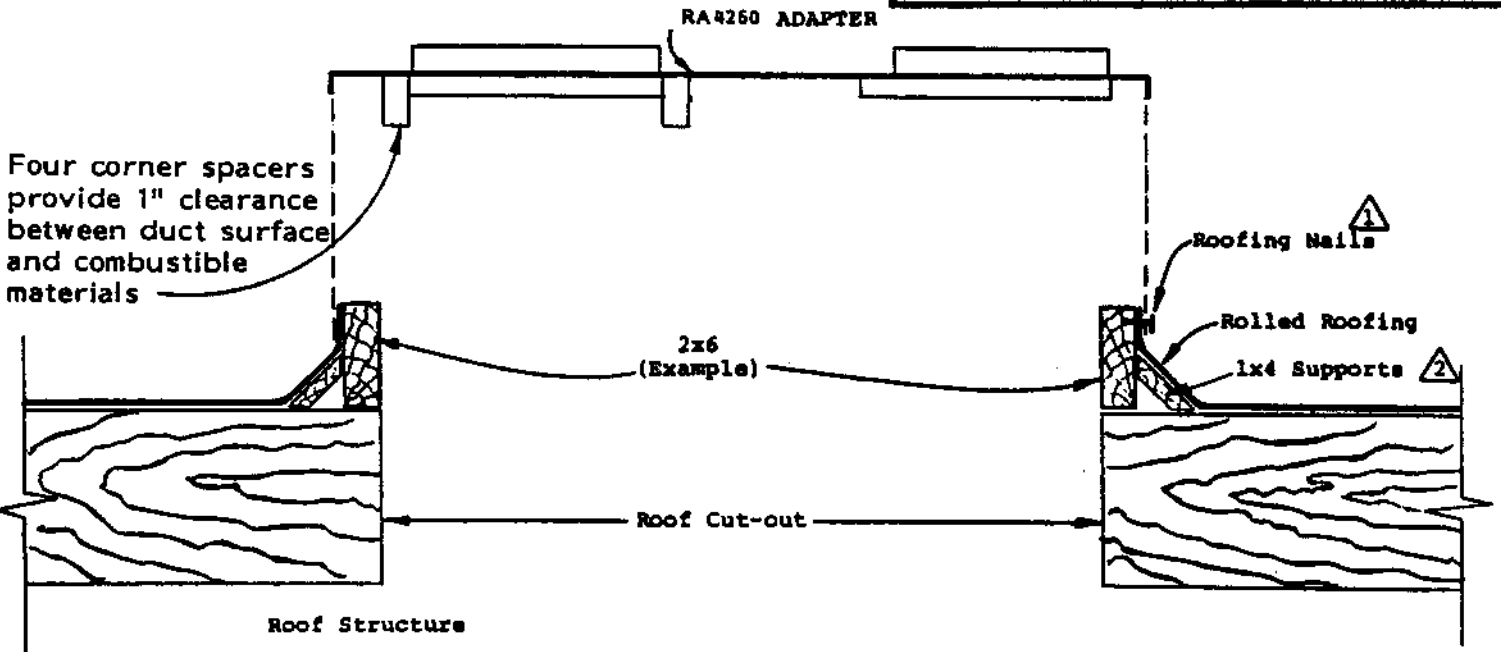 RA4260 ADAPTER
Four corner spacers
provide 1" clearance
between duct surface
and combustible
materials
1
Roofing Nails
Rolled Roofing
2x6
(Example)
1x4 Supports
2
Roof Cut-out
Roof Structure